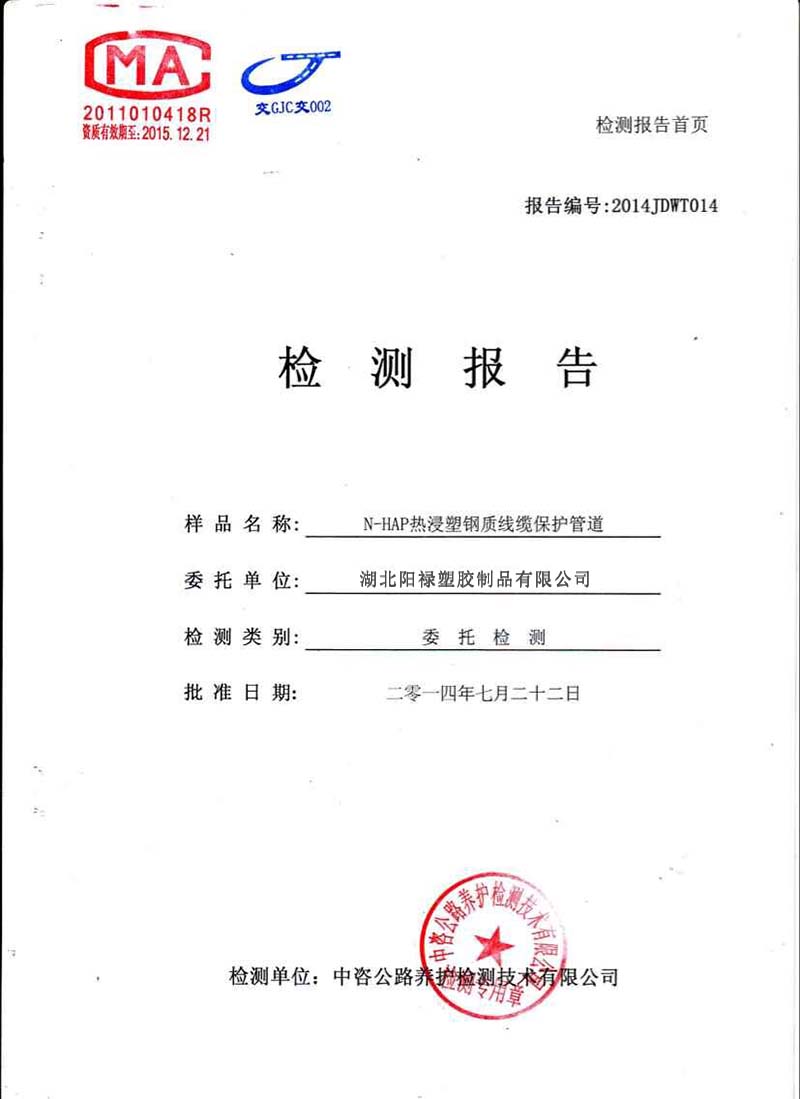 MA
2011010418R
资质有效期至:2015.12.21
交GJC交002
检测报告首页
报告编号:2014JDWT014
检测报告
样品名称: N-HAP热浸塑钢质线缆保护管道
委托单位: 湖北阳禄塑胶制品有限公司
检测类别: 委托检测
批准日期: 二零一四年七月二十二日
中咨公路养护检测技术有限公司
检测专用章
检测单位: 中咨公路养护检测技术有限公司